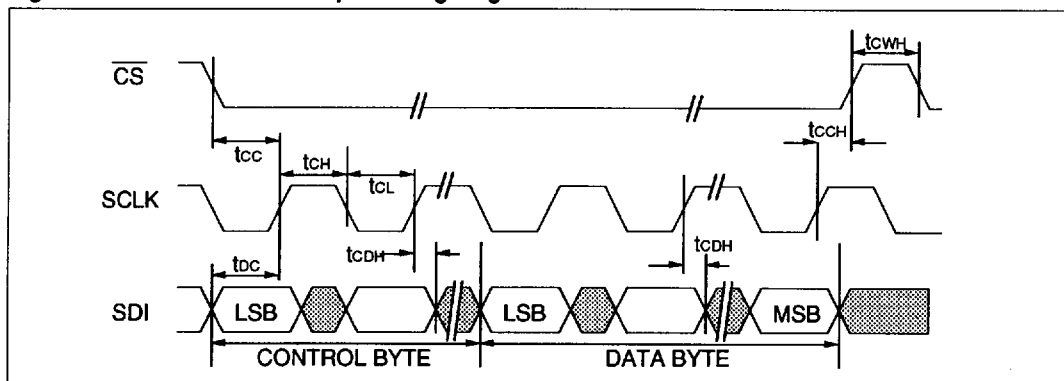 tCWH
CS
tCCH
tCC
tCH
tCL
SCLK
tCDH
tCDH
tDC
SDI
LSB
LSB
MSB
CONTROL BYTE
DATA BYTE